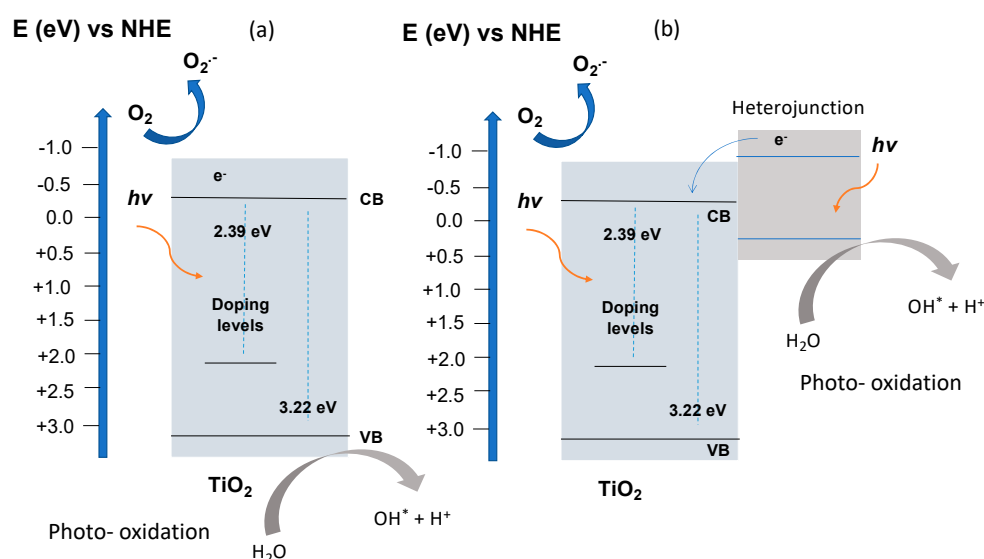 E (eV) vs NHE
(a)
O₂·⁻
O₂
-1.0
-0.5
0.0
+0.5
+1.0
+1.5
+2.0
+2.5
+3.0
hν
e⁻
CB
2.39 eV
Doping
levels
3.22 eV
VB
TiO₂
Photo- oxidation
H₂O
OH* + H⁺
E (eV) vs NHE
(b)
O₂·⁻
O₂
-1.0
-0.5
0.0
+0.5
+1.0
+1.5
+2.0
+2.5
+3.0
hν
Heterojunction
e⁻
hν
CB
2.39 eV
Doping
levels
3.22 eV
VB
TiO₂
OH* + H⁺
H₂O
Photo- oxidation